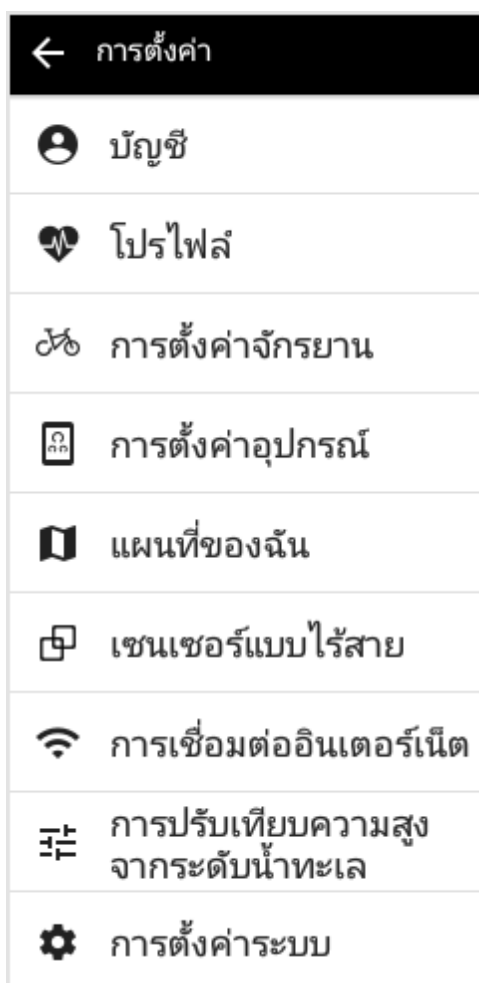 การตั้งค่า
บัญชี
โปรไฟล์
การตั้งค่าจักรยาน
การตั้งค่าอุปกรณ์
แผนที่ของฉัน
เซนเซอร์แบบไร้สาย
การเชื่อมต่ออินเตอร์เน็ต
การปรับเทียบความสูง
จากระดับน้ำทะเล
การตั้งค่าระบบ